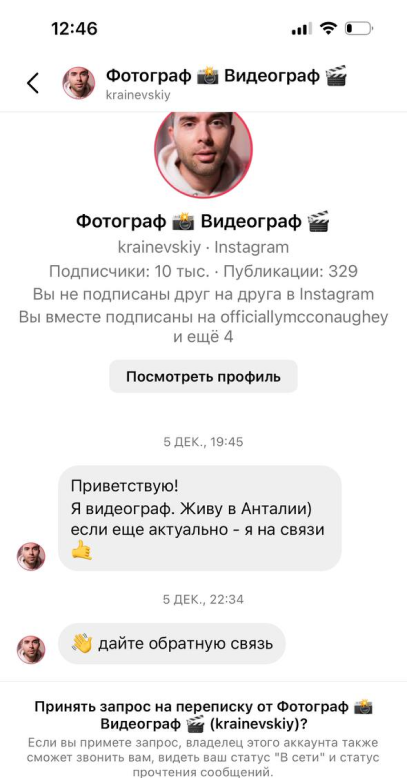 12:46
Фотограф 📸 Видеограф 🎬
krainevskiy
Фотограф 📸 Видеограф 🎬
krainevskiy · Instagram
Подписчики: 10 тыс. · Публикации: 329
Вы не подписаны друг на друга в Instagram
Вы вместе подписаны на officiallymcconaughey
и ещё 4
Посмотреть профиль
5 ДЕК., 19:45
Приветствую!
Я видеограф. Живу в Анталии)
если еще актуально - я на связи
🤙
5 ДЕК., 22:34
👋 дайте обратную связь
Принять запрос на переписку от Фотограф 📸
Видеограф 🎬 (krainevskiy)?
Если вы примете запрос, владелец этого аккаунта также
сможет звонить вам, видеть ваш статус "В сети" и статус
прочтения сообщений.